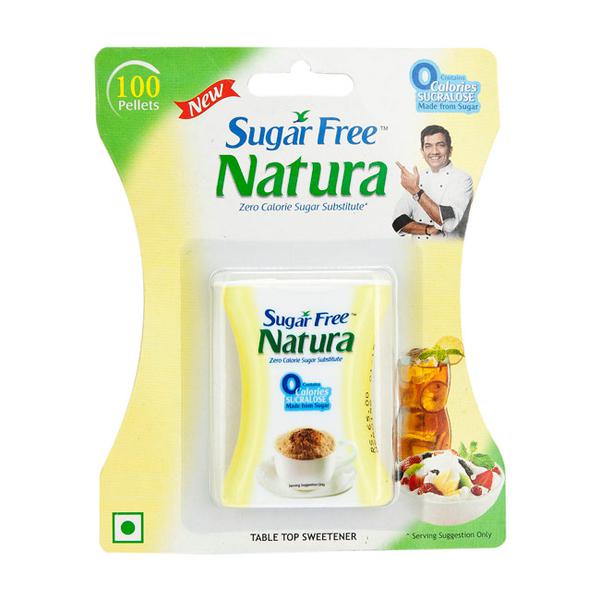 100
Pellets
New
0 Contains
Calories
SUCRALOSE
Made from Sugar
Sugar Free™
Natura
Zero Calorie Sugar Substitute*
Sugar Free™
Natura
Zero Calorie Sugar Substitute*
0 Contains
Calories
SUCRALOSE
Made from Sugar
Serving Suggestion Only
TABLE TOP SWEETENER
* Serving Suggestion Only